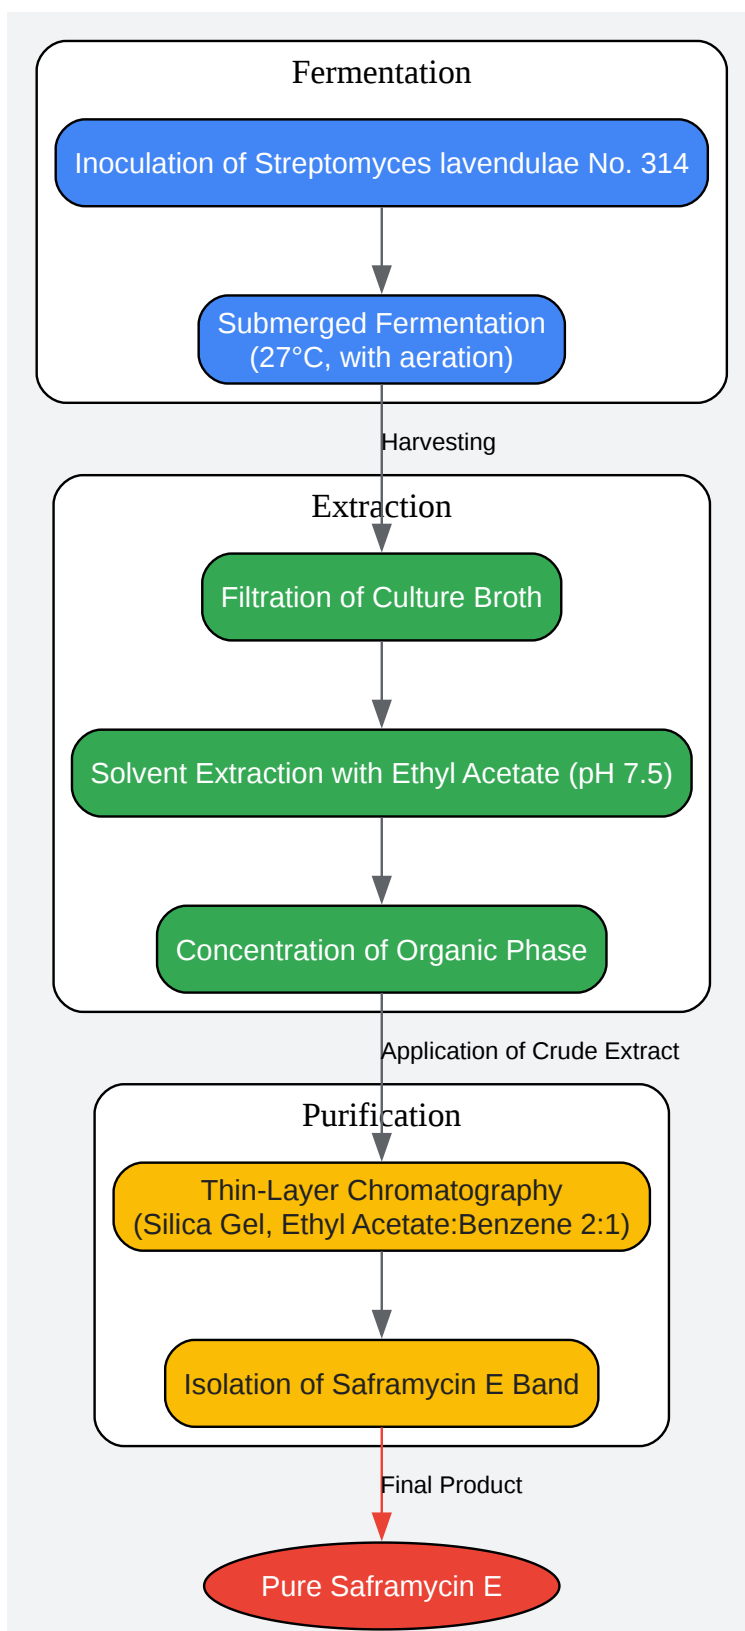 Fermentation
Inoculation of Streptomyces lavendulae No. 314
Submerged Fermentation
(27°C, with aeration)
Harvesting
Extraction
Filtration of Culture Broth
Solvent Extraction with Ethyl Acetate (pH 7.5)
Concentration of Organic Phase
Application of Crude Extract
Purification
Thin-Layer Chromatography
(Silica Gel, Ethyl Acetate:Benzene 2:1)
Isolation of Saframycin E Band
Final Product
Pure Saframycin E